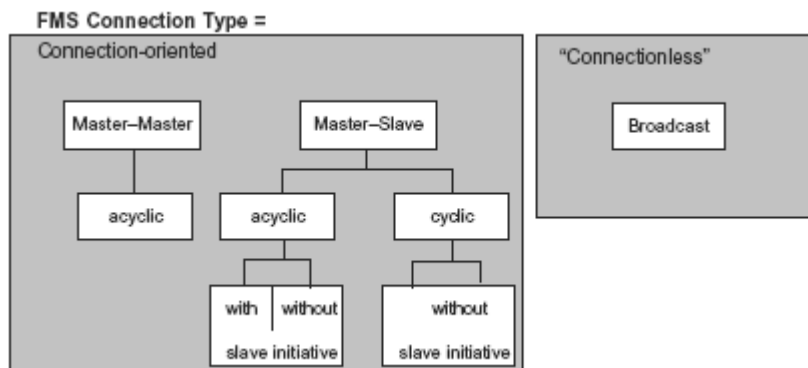 FMS Connection Type =
Connection-oriented
"Connectionless"
Master–Master
Master–Slave
Broadcast
acyclic
acyclic
cyclic
with
without
slave initiative
without
slave initiative